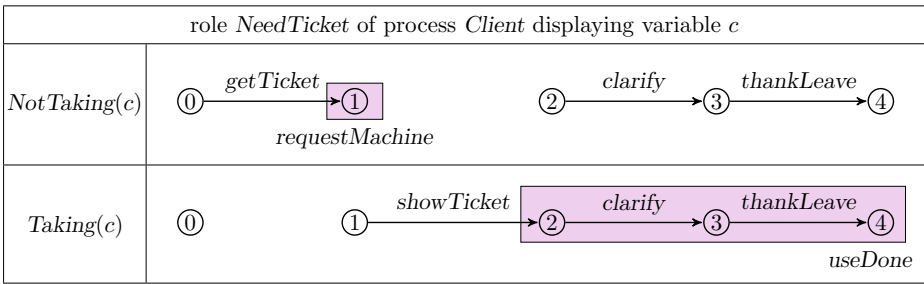 role NeedTicket of process Client displaying variable c
NotTaking(c)
0 getTicket 1 2 clarify 3 thankLeave 4
requestMachine
Taking(c)
0 1 showTicket 2 clarify 3 thankLeave 4
useDone